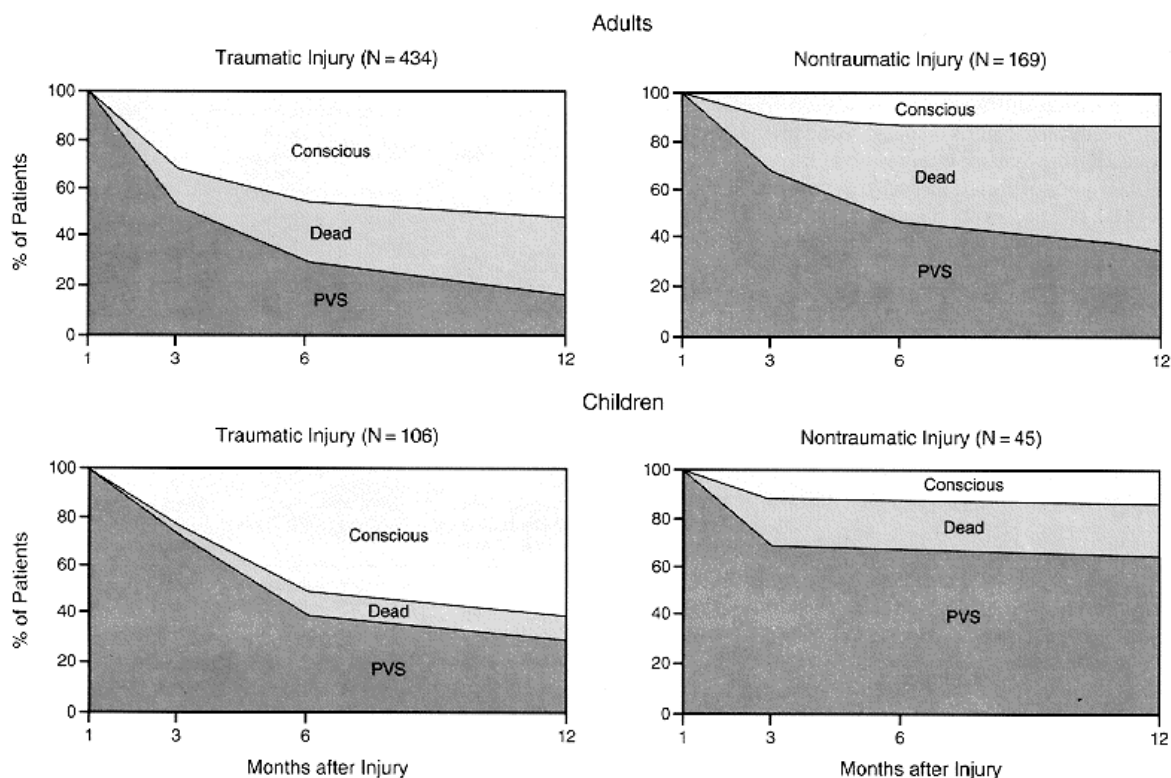 Adults
Traumatic Injury (N = 434)
Nontraumatic Injury (N = 169)
% of Patients
100
80
60
40
20
0
Conscious
Dead
PVS
1 3 6 12
100
80
60
40
20
0
Conscious
Dead
PVS
1 3 6 12
Children
Traumatic Injury (N = 106)
Nontraumatic Injury (N = 45)
% of Patients
100
80
60
40
20
0
Conscious
Dead
PVS
1 3 6 12
Months after Injury
100
80
60
40
20
0
Conscious
Dead
PVS
1 3 6 12
Months after Injury